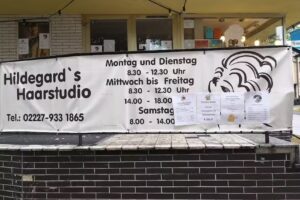 Hildegard`s
Haarstudio
Tel.: 02227-933 1865
Montag und Dienstag
8.30 - 12.30 Uhr
Mittwoch bis Freitag
8.30 - 12.30 Uhr
14.00 - 18.00
Samstag
8.00 - 14.00